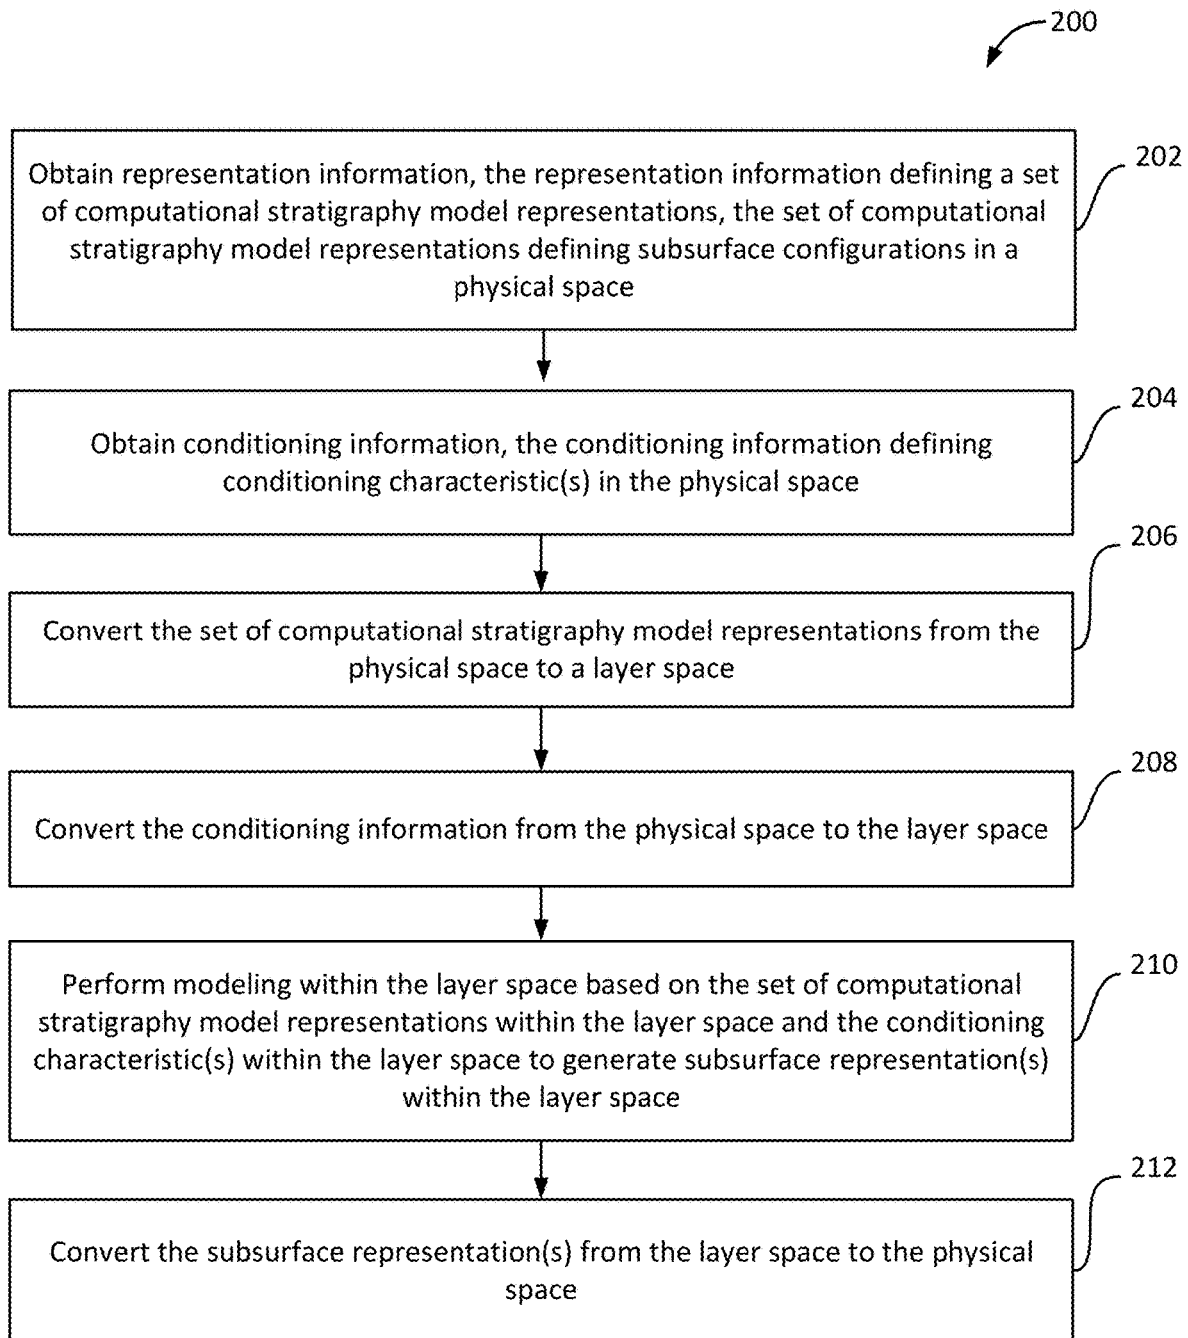 200
202
Obtain representation information, the representation information defining a set
of computational stratigraphy model representations, the set of computational
stratigraphy model representations defining subsurface configurations in a
physical space
204
Obtain conditioning information, the conditioning information defining
conditioning characteristic(s) in the physical space
206
Convert the set of computational stratigraphy model representations from the
physical space to a layer space
208
Convert the conditioning information from the physical space to the layer space
210
Perform modeling within the layer space based on the set of computational
stratigraphy model representations within the layer space and the conditioning
characteristic(s) within the layer space to generate subsurface representation(s)
within the layer space
212
Convert the subsurface representation(s) from the layer space to the physical
space